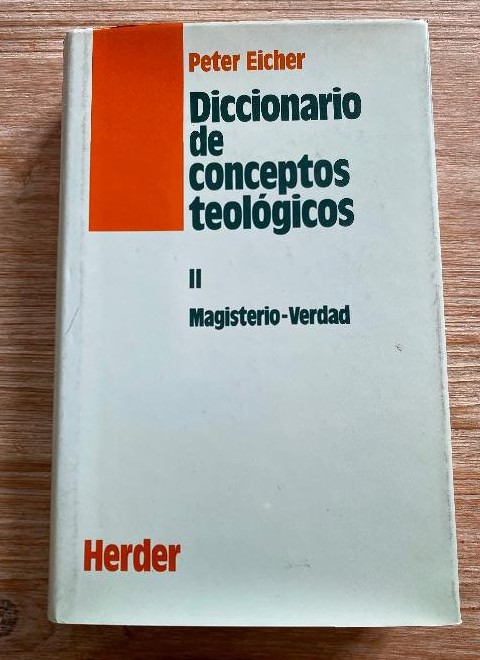 Peter Eicher
Diccionario
de
conceptos
teológicos
II
Magisterio-Verdad
Herder